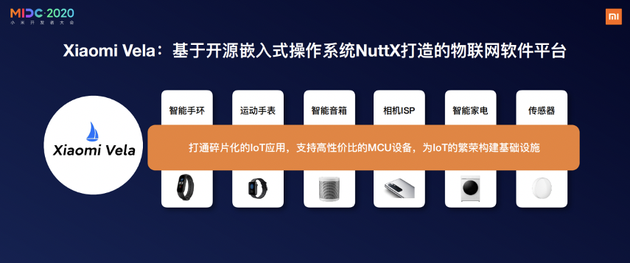 MIDC·2020
小米开发者大会
Xiaomi Vela：基于开源嵌入式操作系统NuttX打造的物联网软件平台
智能手环
运动手表
智能音箱
相机ISP
智能家电
传感器
Xiaomi Vela
打通碎片化的IoT应用，支持高性价比的MCU设备，为IoT的繁荣构建基础设施